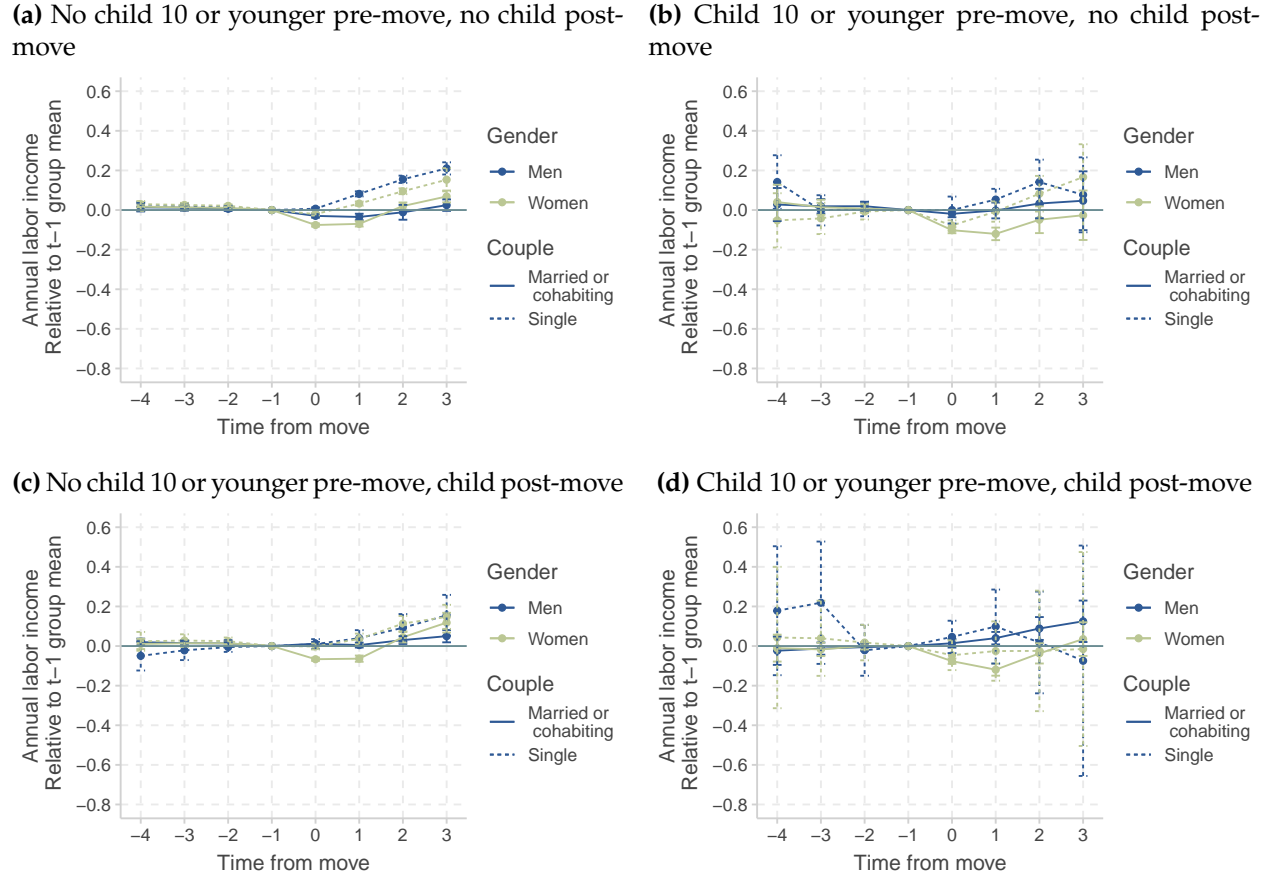 (a) No child 10 or younger pre-move, no child post-
move
Annual labor income
Relative to t−1 group mean
0.6
0.4
0.2
0.0
−0.2
−0.4
−0.6
−0.8
−4 −3 −2 −1 0 1 2 3
Time from move
Gender
Men
Women
Couple
Married or
cohabiting
Single
(b) Child 10 or younger pre-move, no child post-
move
Annual labor income
Relative to t−1 group mean
0.6
0.4
0.2
0.0
−0.2
−0.4
−0.6
−0.8
−4 −3 −2 −1 0 1 2 3
Time from move
Gender
Men
Women
Couple
Married or
cohabiting
Single
(c) No child 10 or younger pre-move, child post-move
Annual labor income
Relative to t−1 group mean
0.6
0.4
0.2
0.0
−0.2
−0.4
−0.6
−0.8
−4 −3 −2 −1 0 1 2 3
Time from move
Gender
Men
Women
Couple
Married or
cohabiting
Single
(d) Child 10 or younger pre-move, child post-move
Annual labor income
Relative to t−1 group mean
0.6
0.4
0.2
0.0
−0.2
−0.4
−0.6
−0.8
−4 −3 −2 −1 0 1 2 3
Time from move
Gender
Men
Women
Couple
Married or
cohabiting
Single